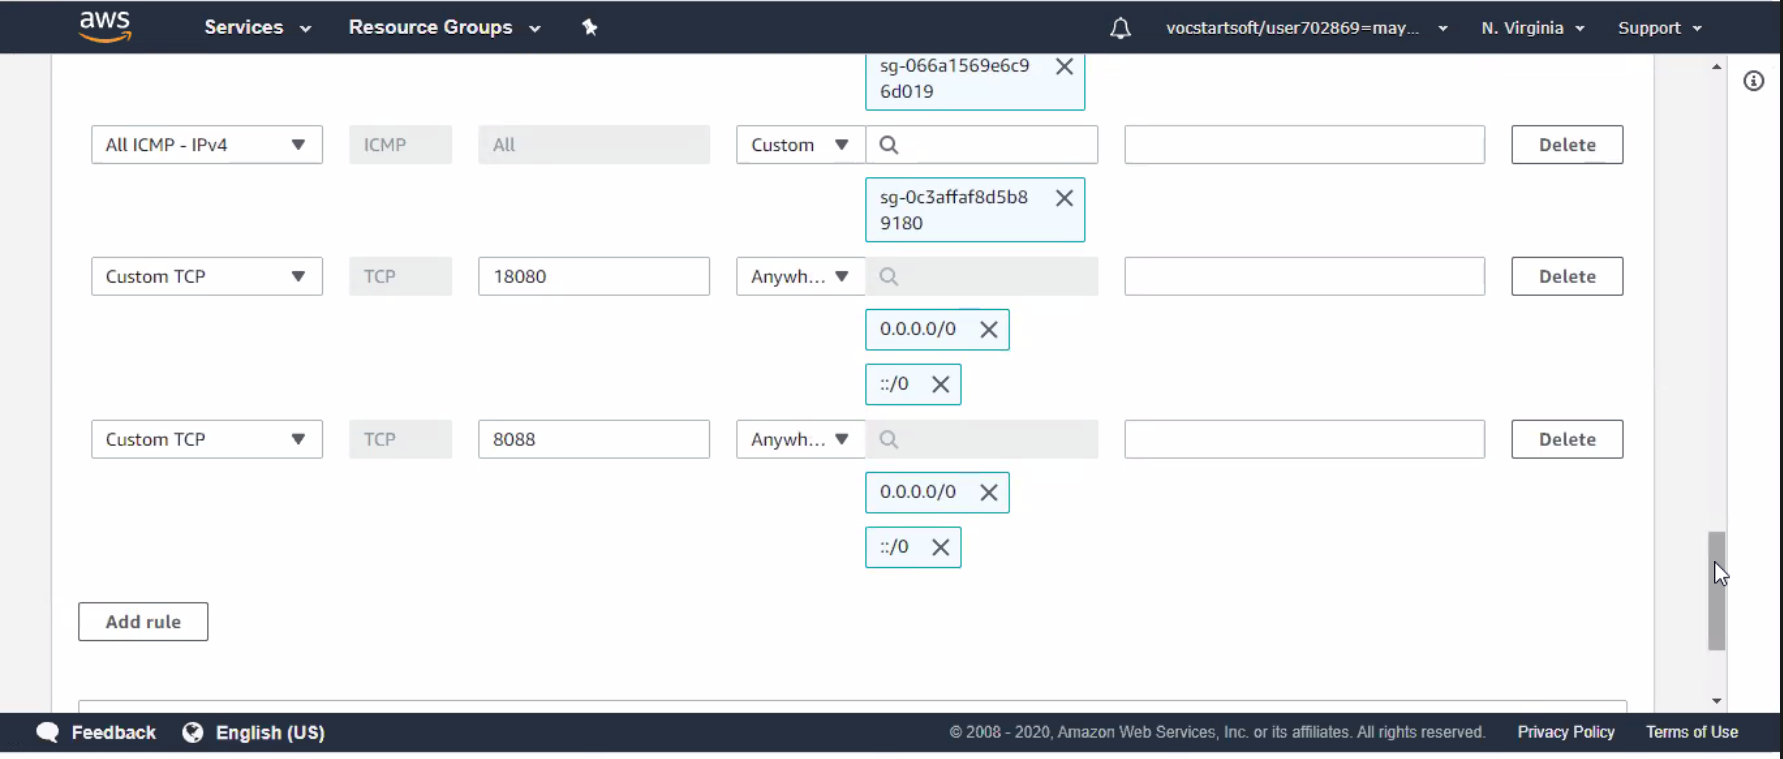 aws Services Resource Groups vocstartsoft/user702869=may... N. Virginia Support
sg-066a1569e6c9
6d019
All ICMP - IPv4 ICMP All Custom Delete
sg-0c3affaf8d5b8
9180
Custom TCP TCP 18080 Anywh... Delete
0.0.0.0/0
::/0
Custom TCP TCP 8088 Anywh... Delete
0.0.0.0/0
::/0
Add rule
Feedback English (US) © 2008 - 2020, Amazon Web Services, Inc. or its affiliates. All rights reserved. Privacy Policy Terms of Use